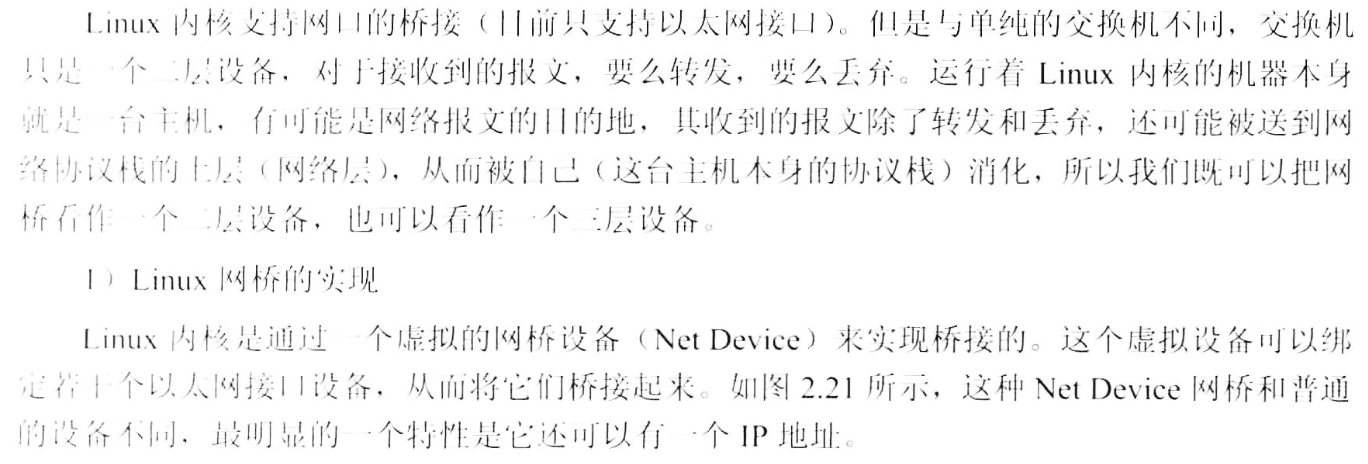 Linux 内核支持网口的桥接（目前只支持以太网接口）。但是与单纯的交换机不同，交换机
只是一个二层设备，对于接收到的报文，要么转发，要么丢弃。运行着 Linux 内核的机器本身
就是一台主机，有可能是网络报文的目的地，其收到的报文除了转发和丢弃，还可能被送到网
络协议栈的上层（网络层），从而被自己（这台主机本身的协议栈）消化，所以我们既可以把网
桥看作一个二层设备，也可以看作一个三层设备。
1）Linux 网桥的实现
Linux 内核是通过一个虚拟的网桥设备（Net Device）来实现桥接的。这个虚拟设备可以绑
定若干个以太网接口设备，从而将它们桥接起来。如图 2.21 所示，这种 Net Device 网桥和普通
的设备不同，最明显的一个特性是它还可以有一个 IP 地址。